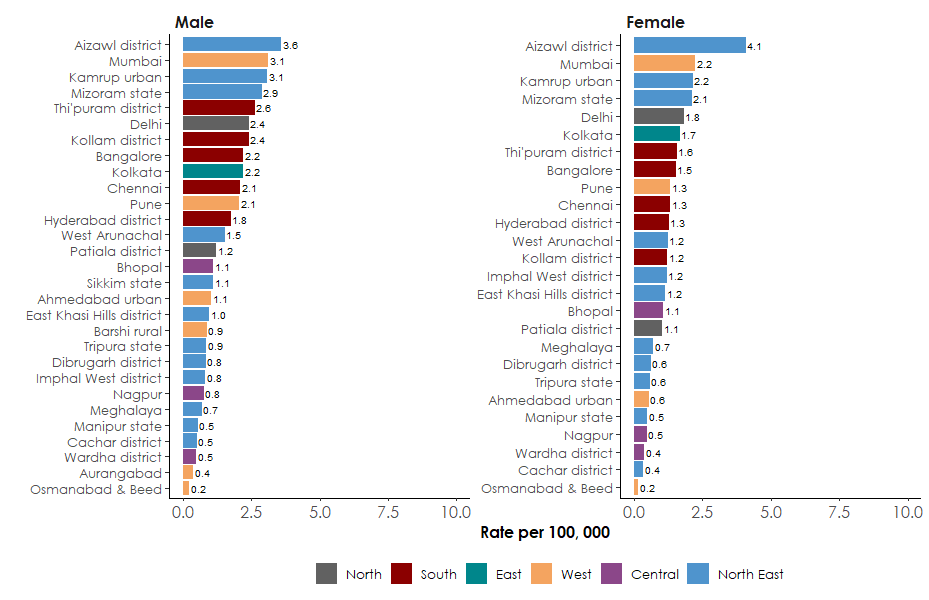 Male
Aizawl district 3.6
Mumbai 3.1
Kamrup urban 3.1
Mizoram state 2.9
Thi'puram district 2.6
Delhi 2.4
Kollam district 2.4
Bangalore 2.2
Kolkata 2.2
Chennai 2.1
Pune 2.1
Hyderabad district 1.8
West Arunachal 1.5
Patiala district 1.2
Bhopal 1.1
Sikkim state 1.1
Ahmedabad urban 1.1
East Khasi Hills district 1.0
Barshi rural 0.9
Tripura state 0.9
Dibrugarh district 0.8
Imphal West district 0.8
Nagpur 0.8
Meghalaya 0.7
Manipur state 0.5
Cachar district 0.5
Wardha district 0.5
Aurangabad 0.4
Osmanabad & Beed 0.2
0.0 2.5 5.0 7.5 10.0
Female
Aizawl district 4.1
Mumbai 2.2
Kamrup urban 2.2
Mizoram state 2.1
Delhi 1.8
Kolkata 1.7
Thi'puram district 1.6
Bangalore 1.5
Pune 1.3
Chennai 1.3
Hyderabad district 1.3
West Arunachal 1.2
Kollam district 1.2
Imphal West district 1.2
East Khasi Hills district 1.2
Bhopal 1.1
Patiala district 1.1
Meghalaya 0.7
Dibrugarh district 0.6
Tripura state 0.6
Ahmedabad urban 0.6
Manipur state 0.5
Nagpur 0.5
Wardha district 0.4
Cachar district 0.4
Osmanabad & Beed 0.2
0.0 2.5 5.0 7.5 10.0
Rate per 100, 000
North South East West Central North East